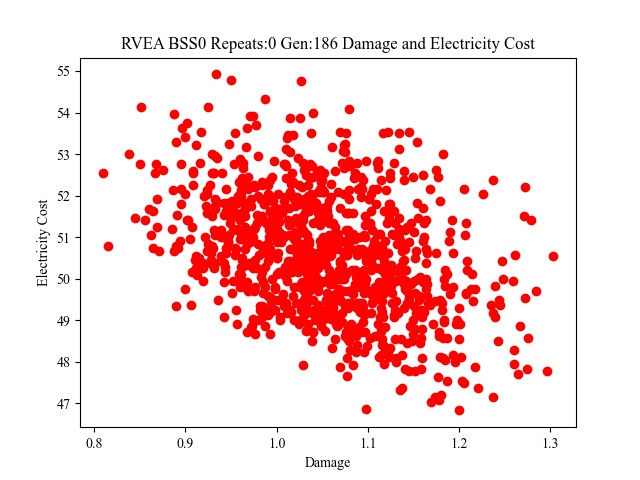 RVEA BSS0 Repeats:0 Gen:186 Damage and Electricity Cost
55
54
53
52
51
50
49
48
47
Electricity Cost
0.8 0.9 1.0 1.1 1.2 1.3
Damage